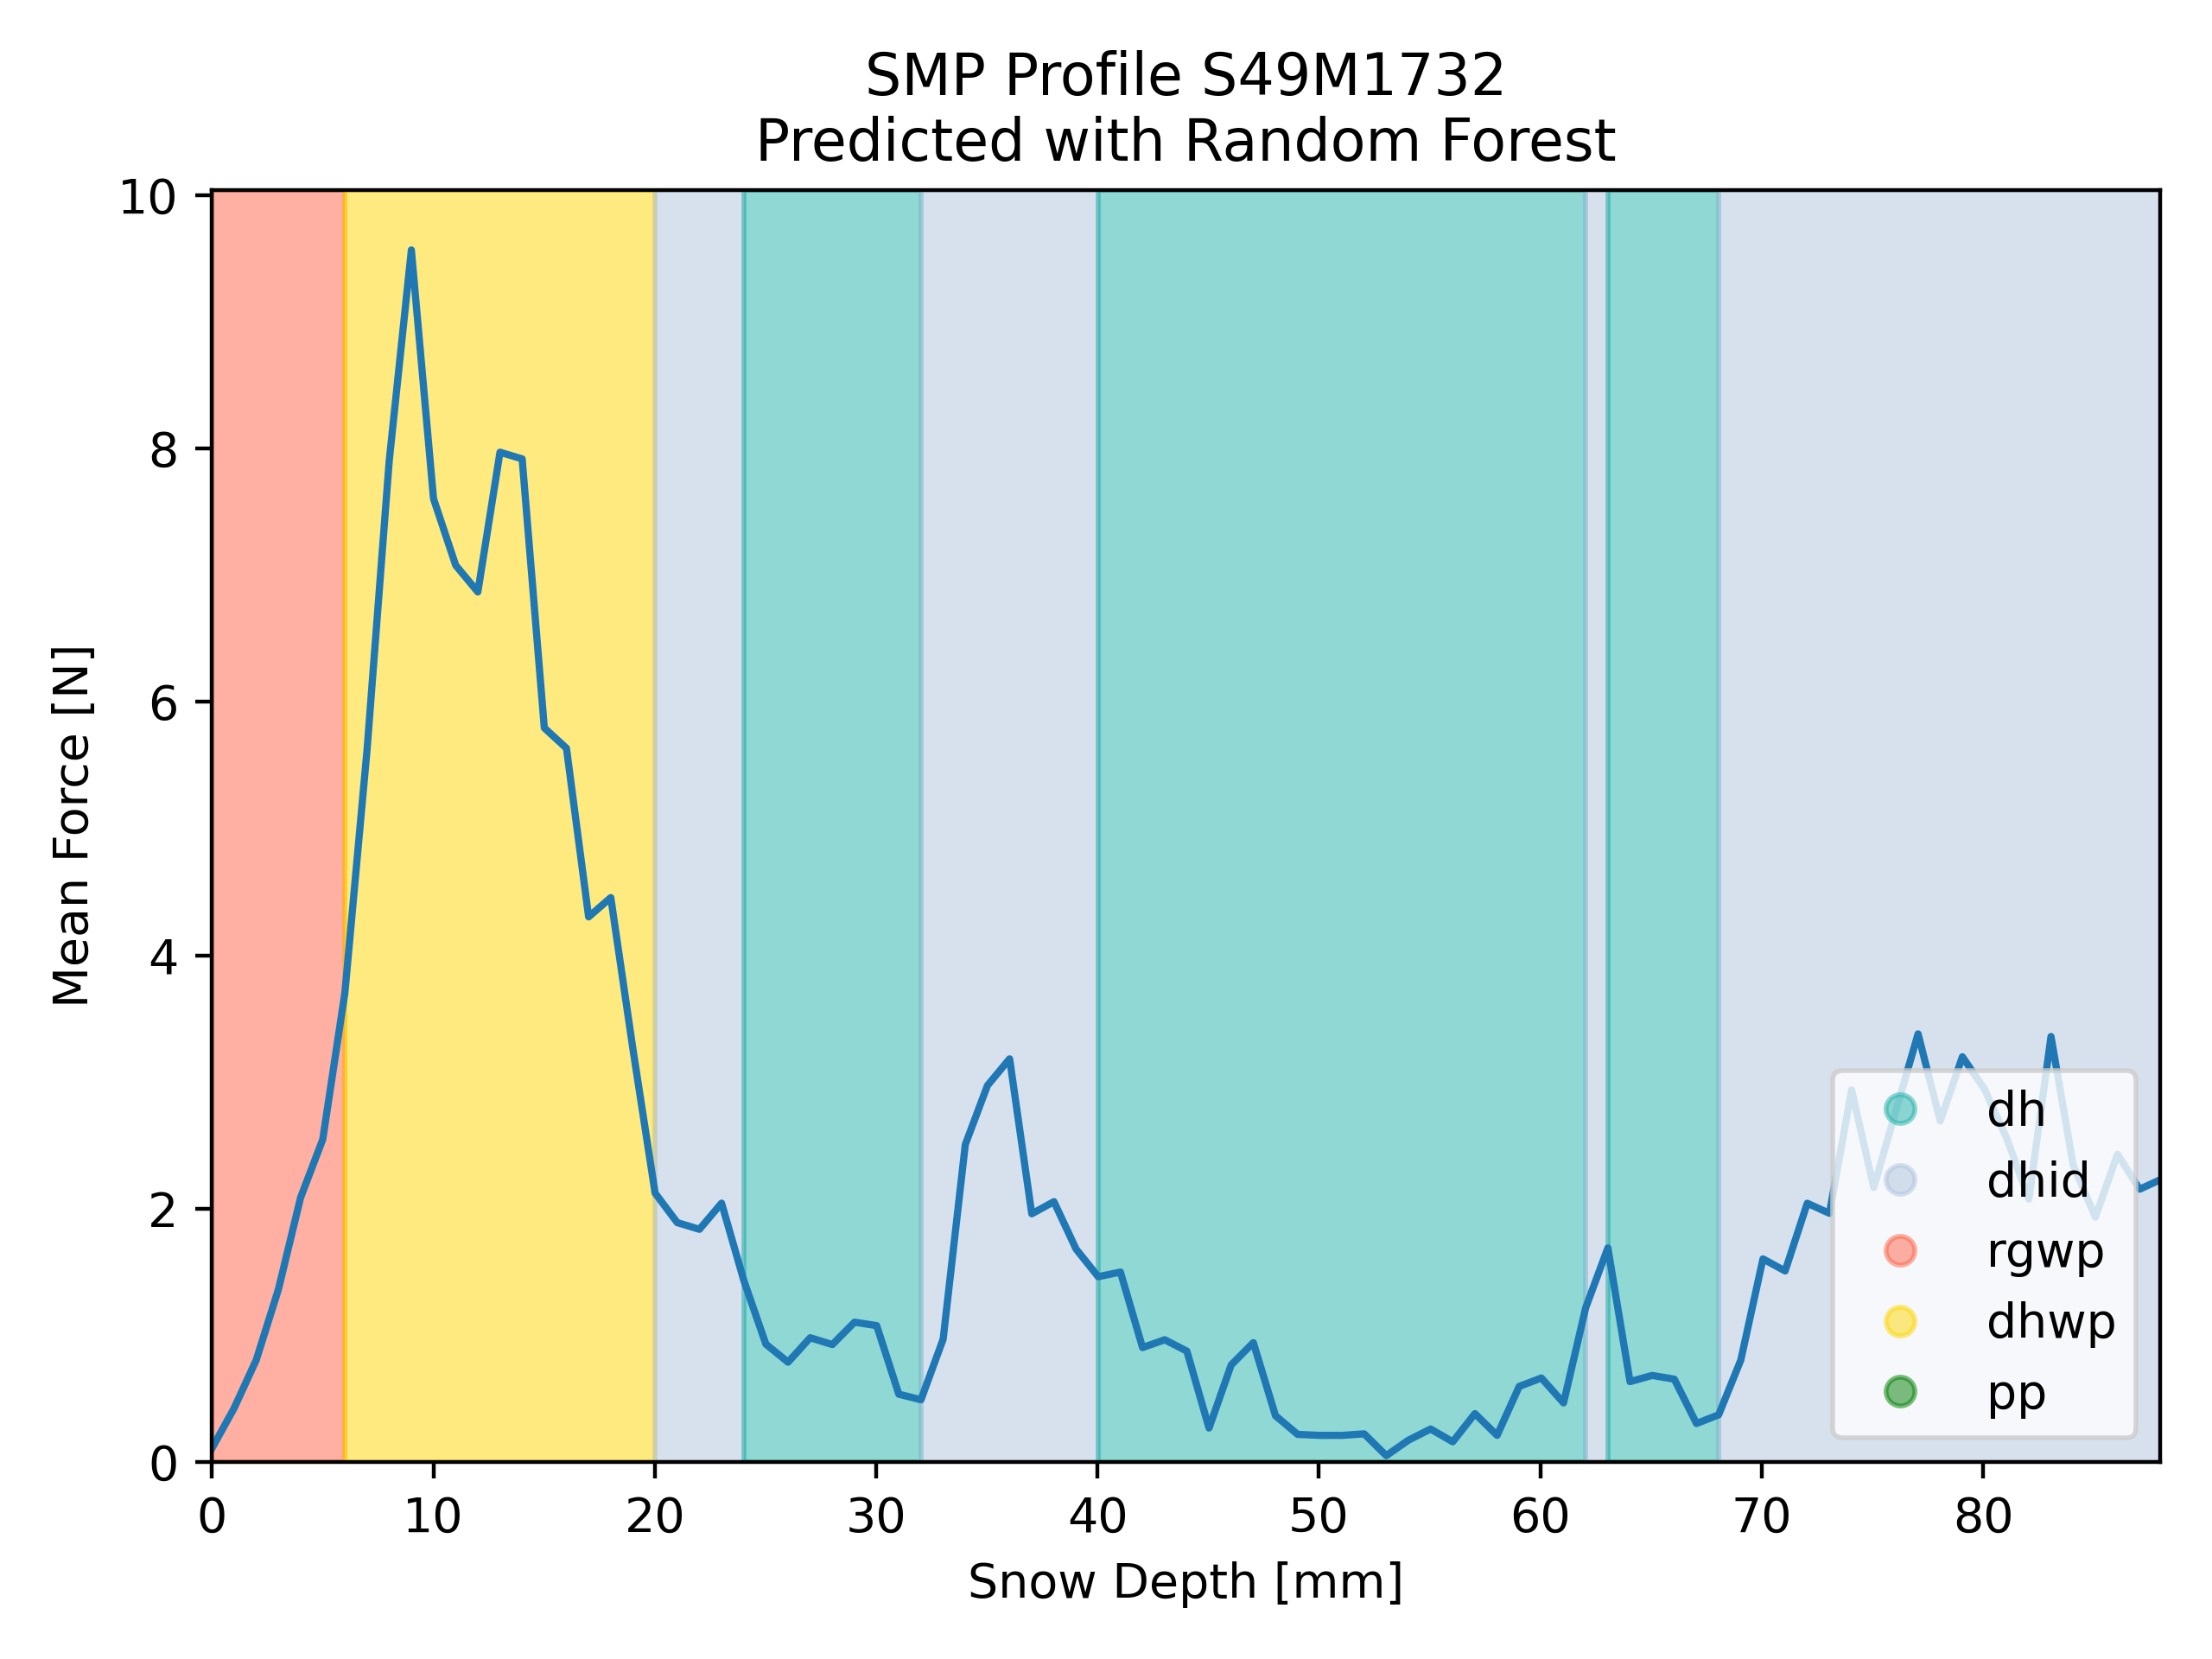 SMP Profile S49M1732
Predicted with Random Forest
10
8
6
4
2
0
Mean Force [N]
0 10 20 30 40 50 60 70 80
Snow Depth [mm]
dh
dhid
rgwp
dhwp
pp